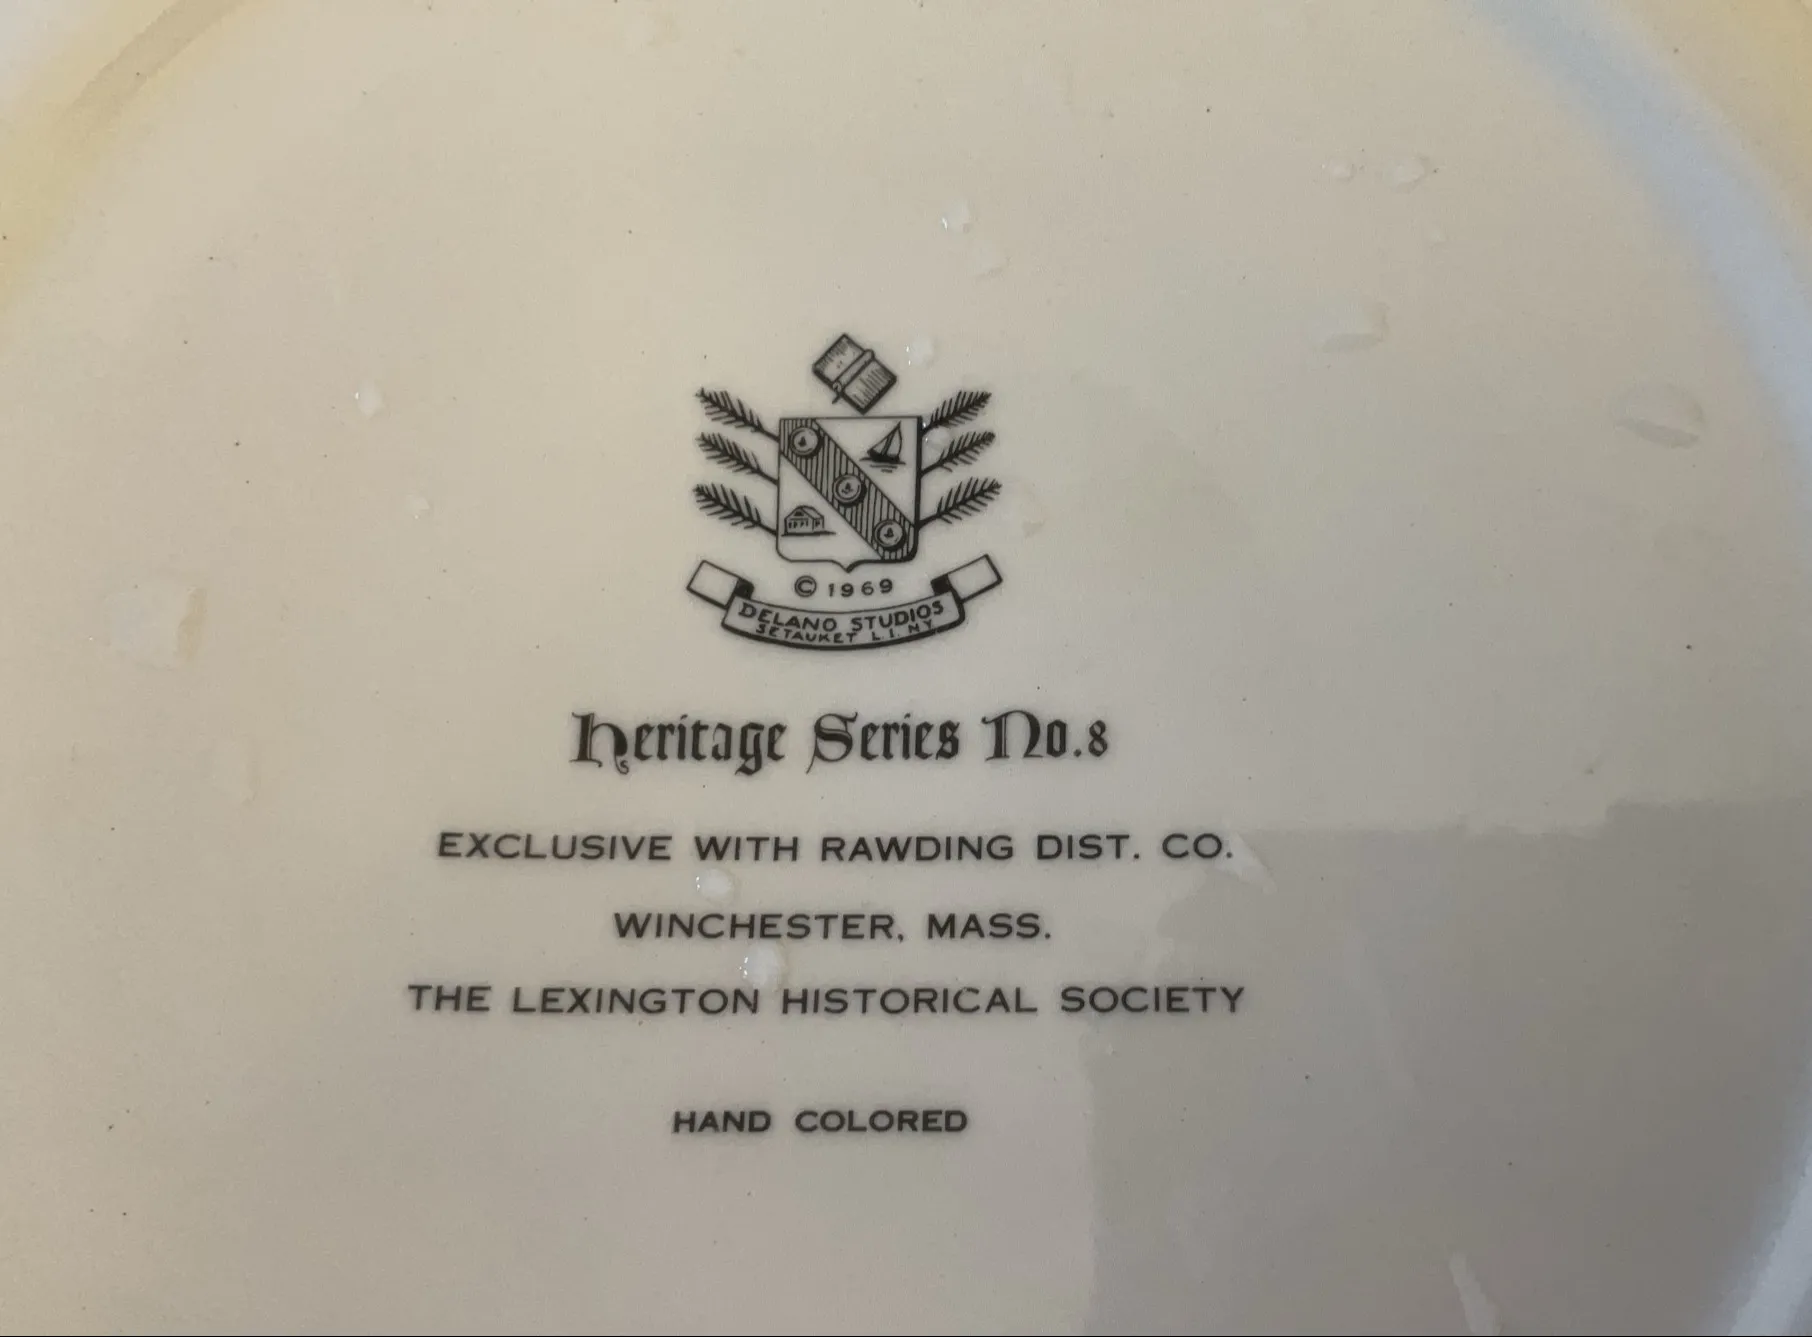 © 1969
DELANO STUDIOS
SETAUKET L.I. NY
Heritage Series No.8
EXCLUSIVE WITH RAWDING DIST. CO.
WINCHESTER, MASS.
THE LEXINGTON HISTORICAL SOCIETY
HAND COLORED